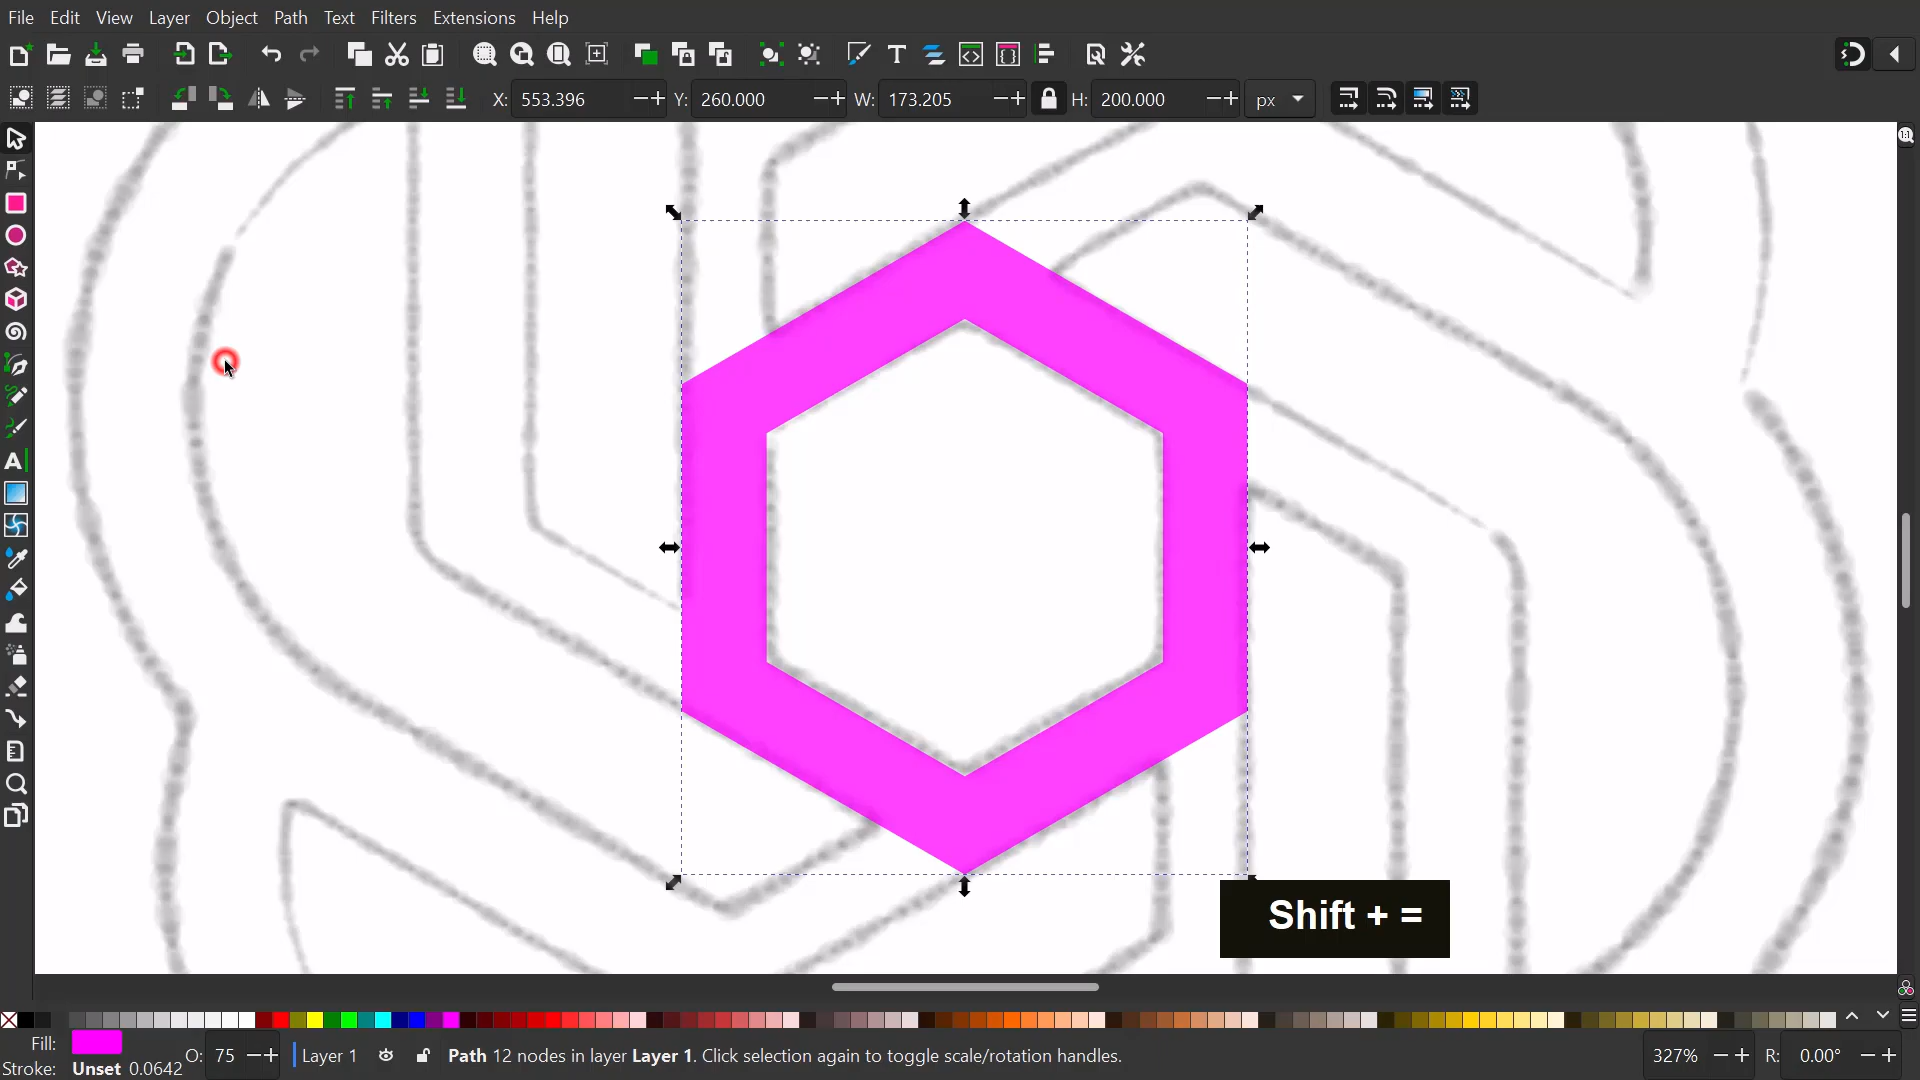 File Edit View Layer Object Path Text Filters Extensions Help
X: 553.396 Y: 260.000 W: 173.205 H: 200.000 px
Shift + =
Fill:
Stroke: Unset 0.0642 O: 75 Layer 1 Path 12 nodes in layer Layer 1. Click selection again to toggle scale/rotation handles. 327% R: 0.00°